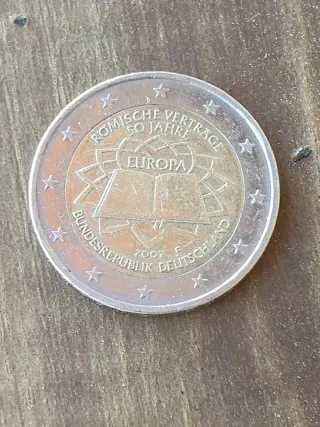 RÖMISCHE VERTRÄGE
50 JAHRE
EUROPA
2007 F
BUNDESREPUBLIK DEUTSCHLAND